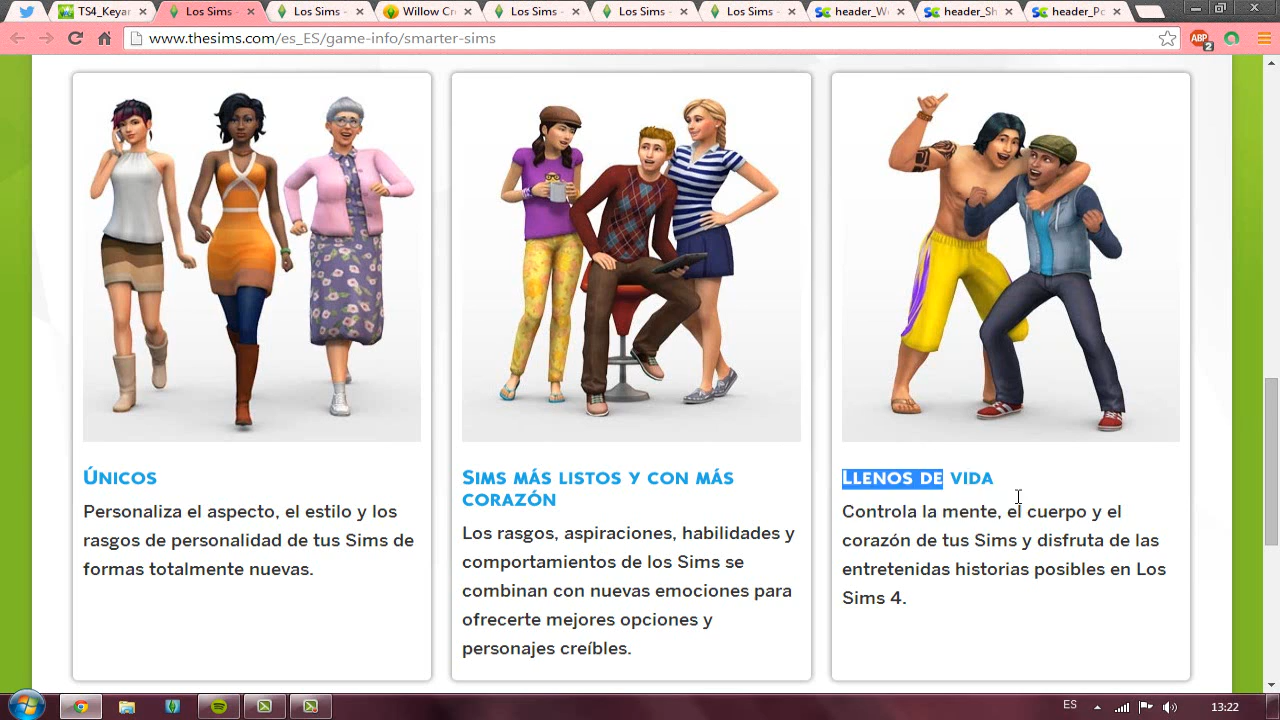 TS4_Keyar
Los Sims -
Los Sims -
Willow Cr
Los Sims -
Los Sims -
Los Sims -
header_W
header_Sh
header_Po
www.thesims.com/es_ES/game-info/smarter-sims
ABP
2
Únicos
Personaliza el aspecto, el estilo y los
rasgos de personalidad de tus Sims de
formas totalmente nuevas.
Sims más listos y con más
corazón
Los rasgos, aspiraciones, habilidades y
comportamientos de los Sims se
combinan con nuevas emociones para
ofrecerte mejores opciones y
personajes creíbles.
Llenos de vida
Controla la mente, el cuerpo y el
corazón de tus Sims y disfruta de las
entretenidas historias posibles en Los
Sims 4.
ES
13:22